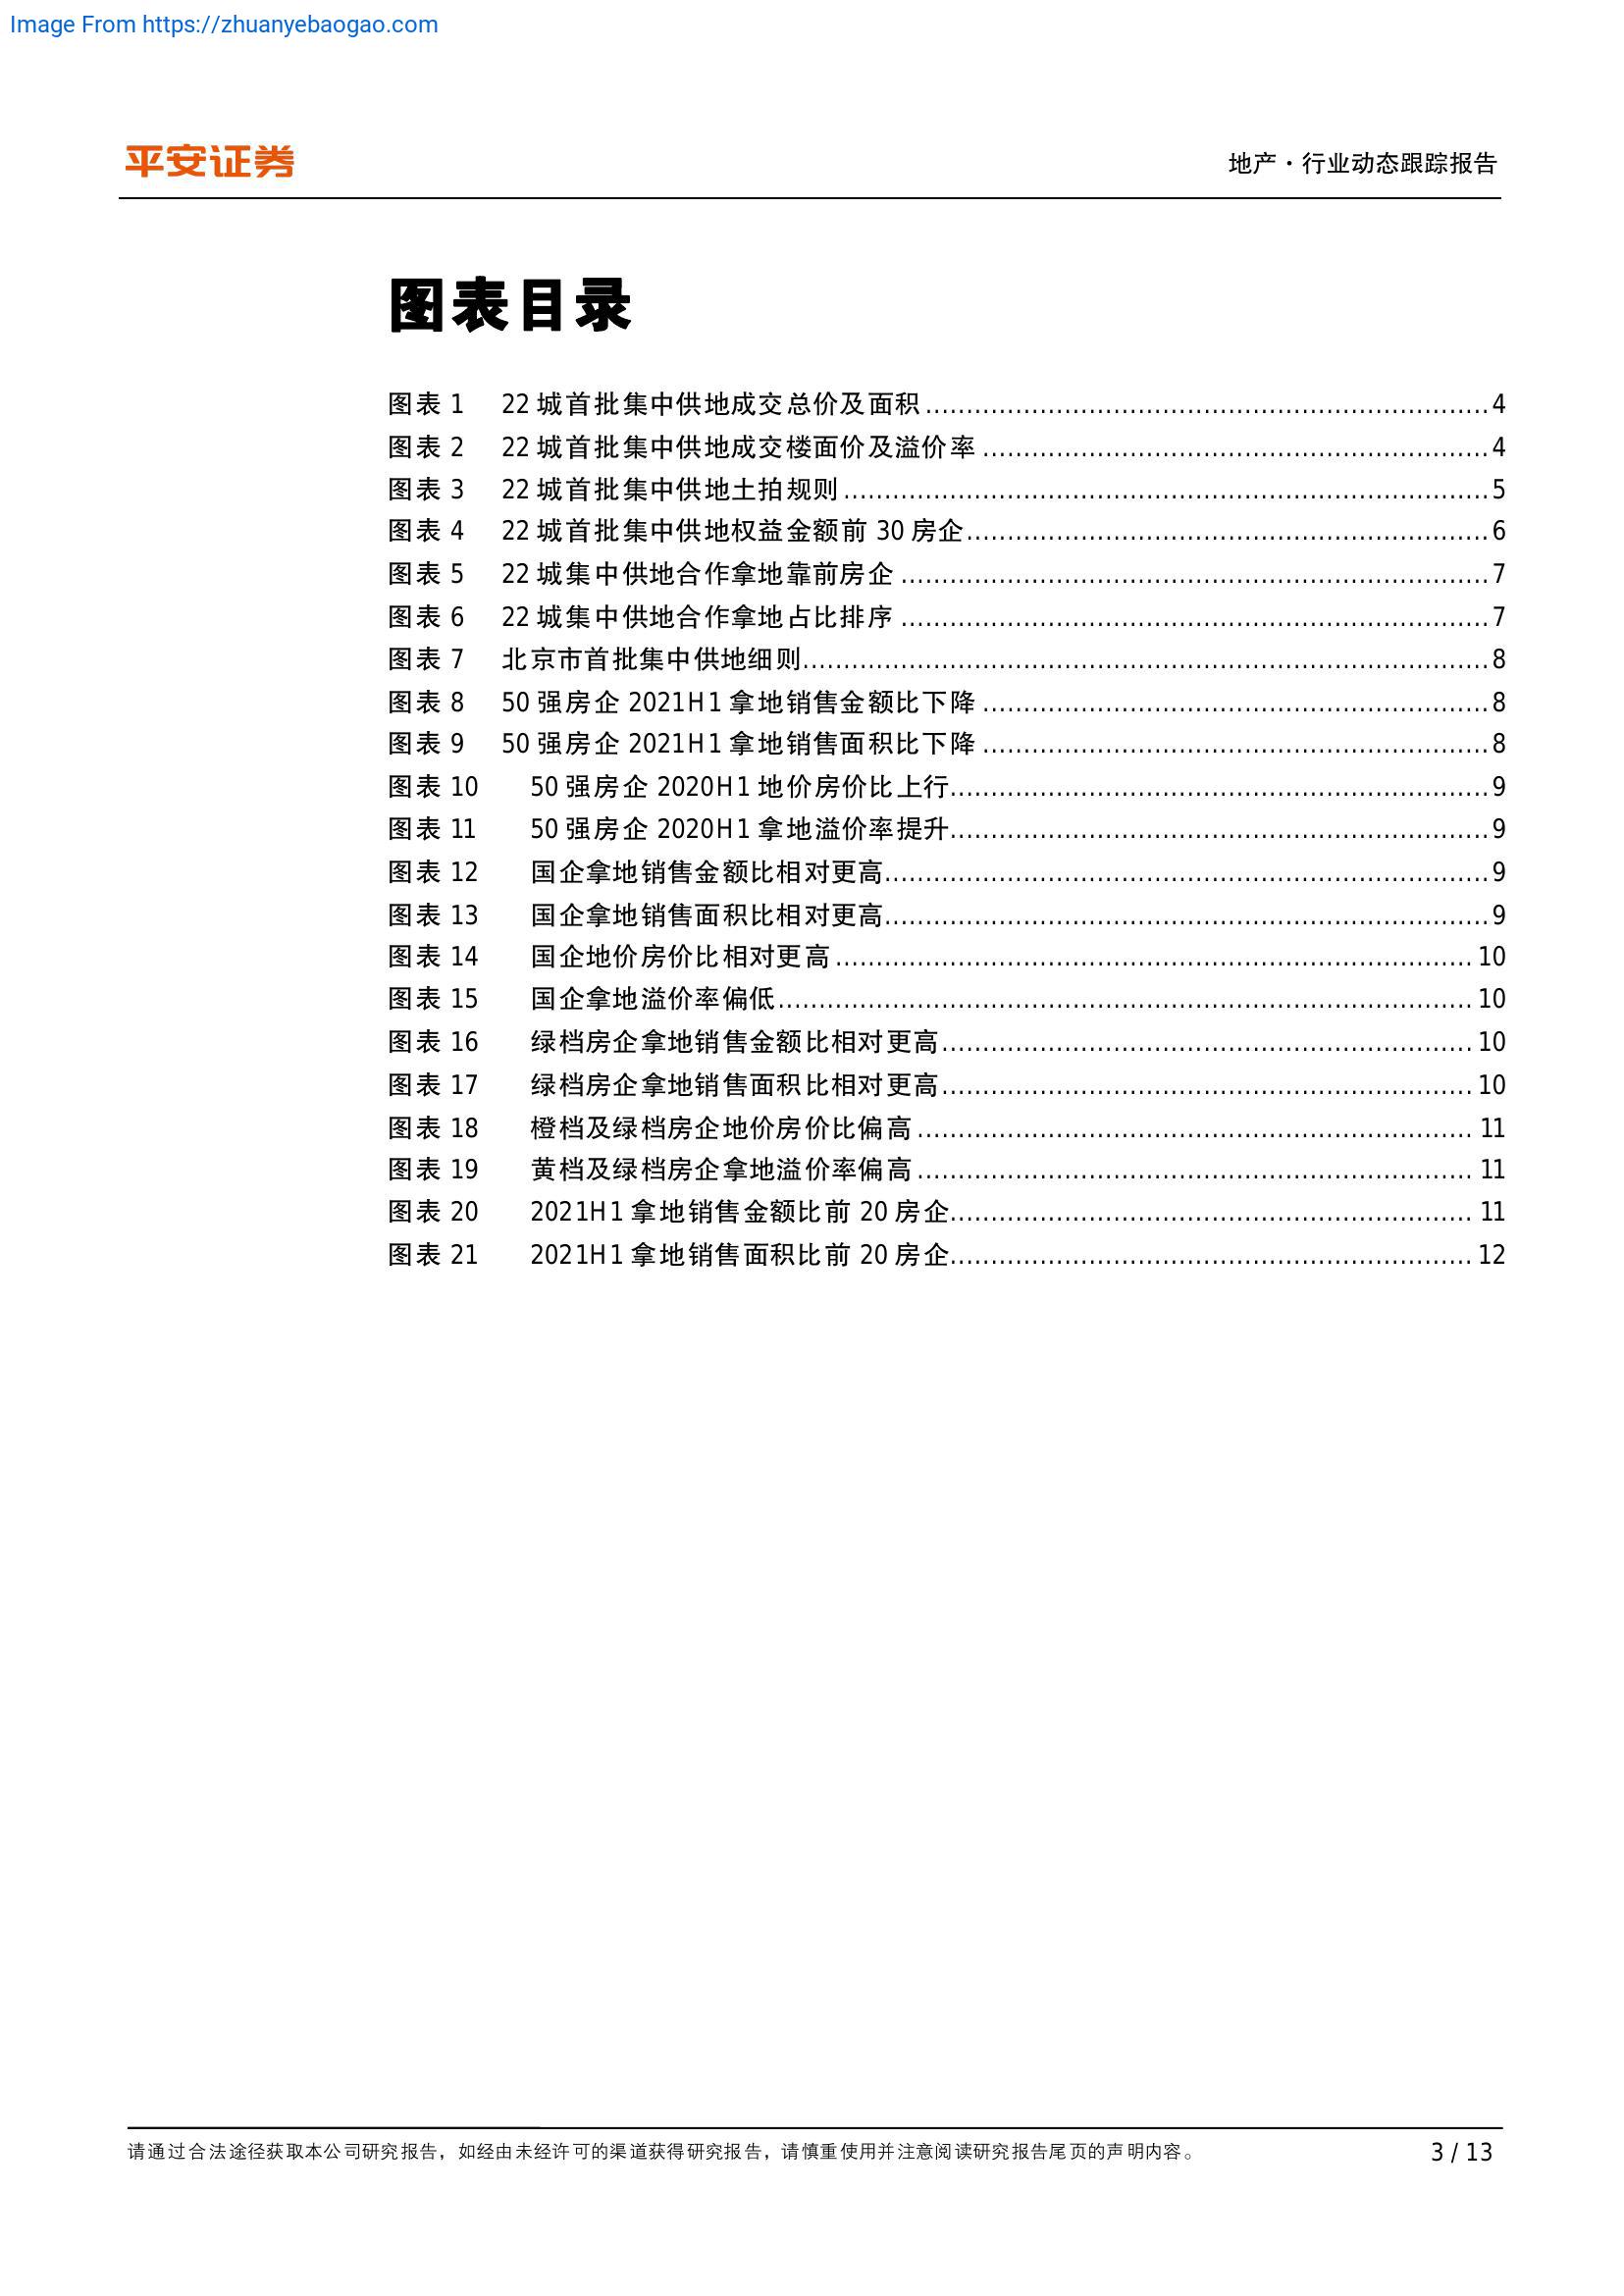 Image From https://zhuanyebaogao.com
平安证券
地产·行业动态跟踪报告
图表目录
图表 1 22 城首批集中供地成交总价及面积 4
图表 2 22 城首批集中供地成交楼面价及溢价率 4
图表 3 22 城首批集中供地土拍规则 5
图表 4 22 城首批集中供地权益金额前 30 房企 6
图表 5 22 城集中供地合作拿地靠前房企 7
图表 6 22 城集中供地合作拿地占比排序 7
图表 7 北京市首批集中供地细则 8
图表 8 50 强房企 2021H1 拿地销售金额比下降 8
图表 9 50 强房企 2021H1 拿地销售面积比下降 8
图表 10 50 强房企 2020H1 地价房价比上行 9
图表 11 50 强房企 2020H1 拿地溢价率提升 9
图表 12 国企拿地销售金额比相对更高 9
图表 13 国企拿地销售面积比相对更高 9
图表 14 国企地价房价比相对更高 10
图表 15 国企拿地溢价率偏低 10
图表 16 绿档房企拿地销售金额比相对更高 10
图表 17 绿档房企拿地销售面积比相对更高 10
图表 18 橙档及绿档房企地价房价比偏高 11
图表 19 黄档及绿档房企拿地溢价率偏高 11
图表 20 2021H1 拿地销售金额比前 20 房企 11
图表 21 2021H1 拿地销售面积比前 20 房企 12
请通过合法途径获取本公司研究报告，如经由未经许可的渠道获得研究报告，请慎重使用并注意阅读研究报告尾页的声明内容。
3 / 13